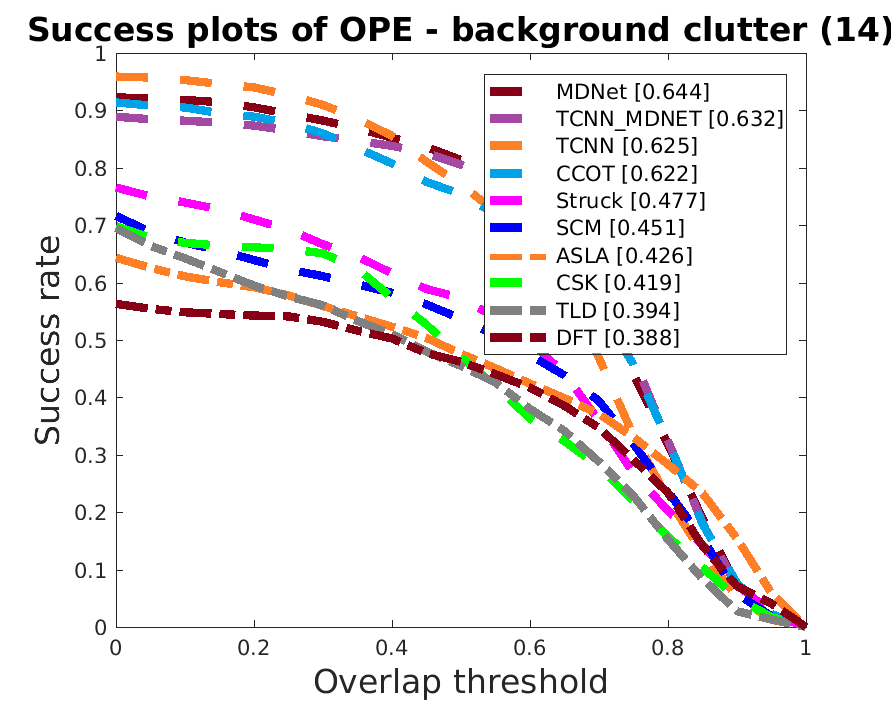 Success plots of OPE - background clutter (14)
1
0.9
0.8
0.7
0.6
0.5
0.4
0.3
0.2
0.1
0
Success rate
MDNet [0.644]
TCNN_MDNET [0.632]
TCNN [0.625]
CCOT [0.622]
Struck [0.477]
SCM [0.451]
ASLA [0.426]
CSK [0.419]
TLD [0.394]
DFT [0.388]
0 0.2 0.4 0.6 0.8 1
Overlap threshold